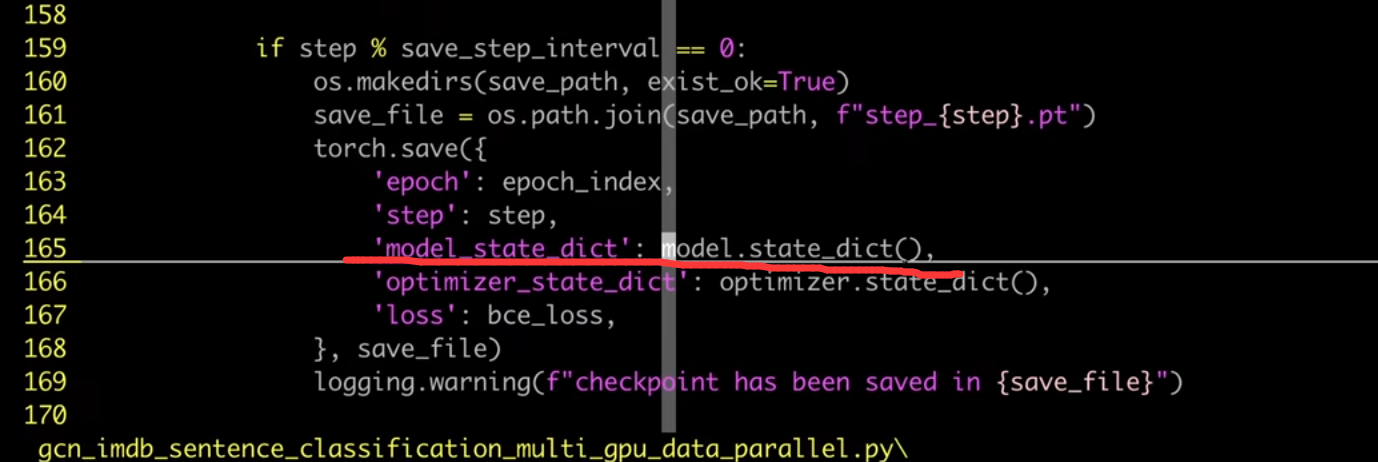 158
159 if step % save_step_interval == 0:
160 os.makedirs(save_path, exist_ok=True)
161 save_file = os.path.join(save_path, f"step_{step}.pt")
162 torch.save({
163 'epoch': epoch_index,
164 'step': step,
165 'model_state_dict': model.state_dict(),
166 'optimizer_state_dict': optimizer.state_dict(),
167 'loss': bce_loss,
168 }, save_file)
169 logging.warning(f"checkpoint has been saved in {save_file}")
170
gcn_imdb_sentence_classification_multi_gpu_data_parallel.py\